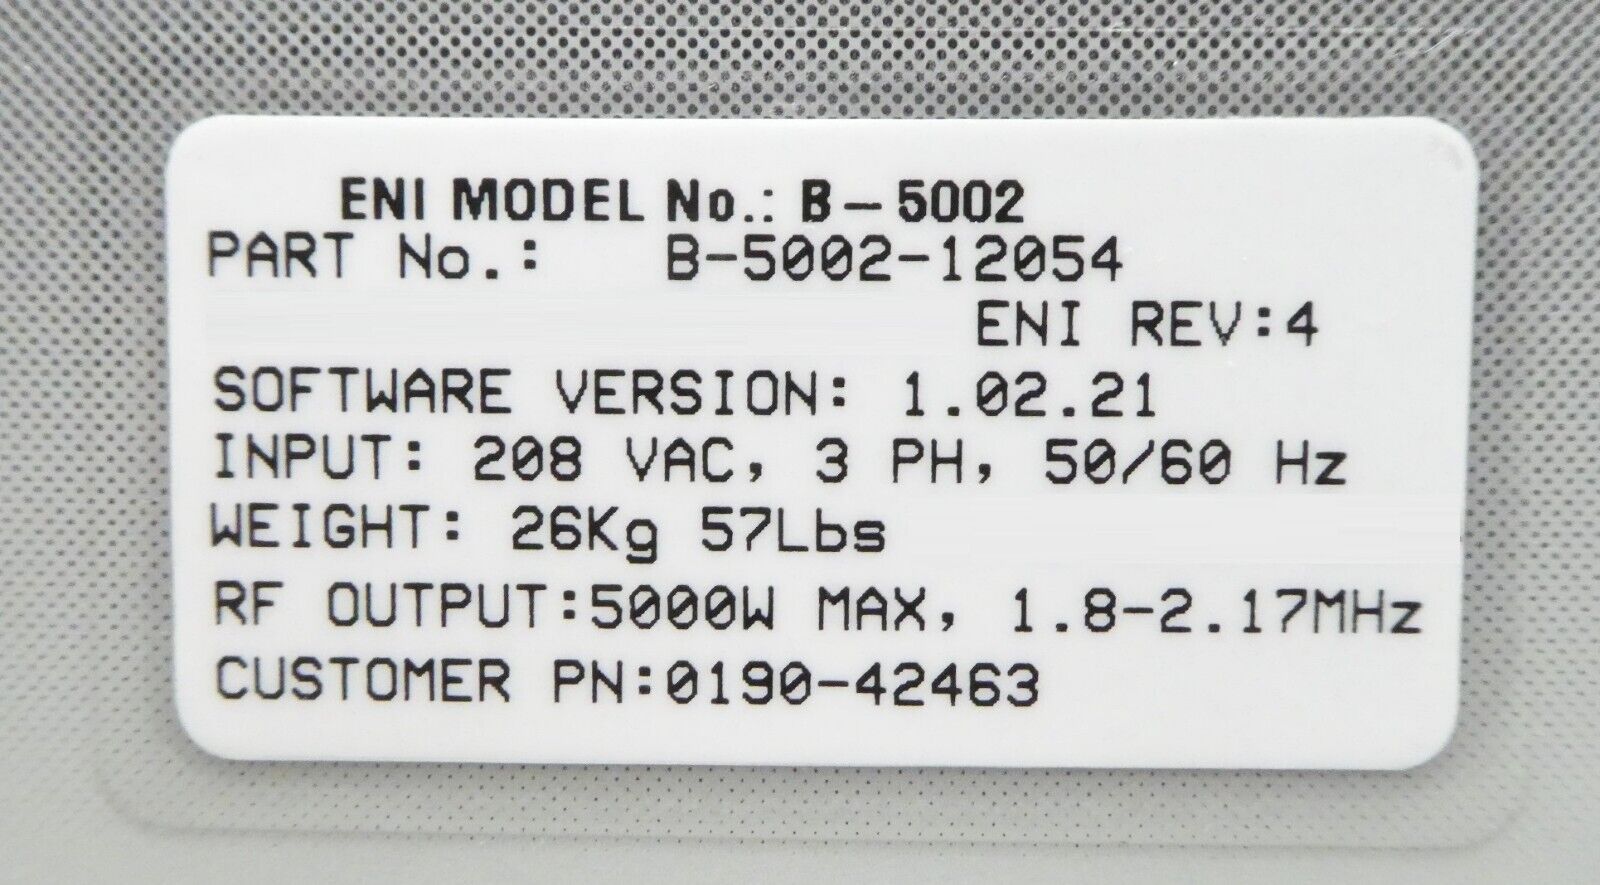 ENI MODEL No.: B-5002
PART No.: B-5002-12054
ENI REV:4
SOFTWARE VERSION: 1.02.21
INPUT: 208 VAC, 3 PH, 50/60 Hz
WEIGHT: 26Kg 57Lbs
RF OUTPUT:5000W MAX, 1.8-2.17MHz
CUSTOMER PN:0190-42463